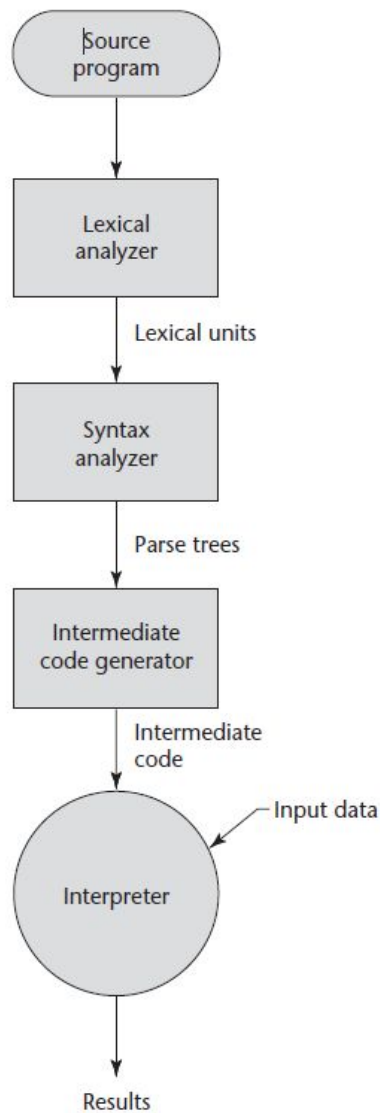 Source
program
Lexical
analyzer
Lexical units
Syntax
analyzer
Parse trees
Intermediate
code generator
Intermediate
code
Input data
Interpreter
Results